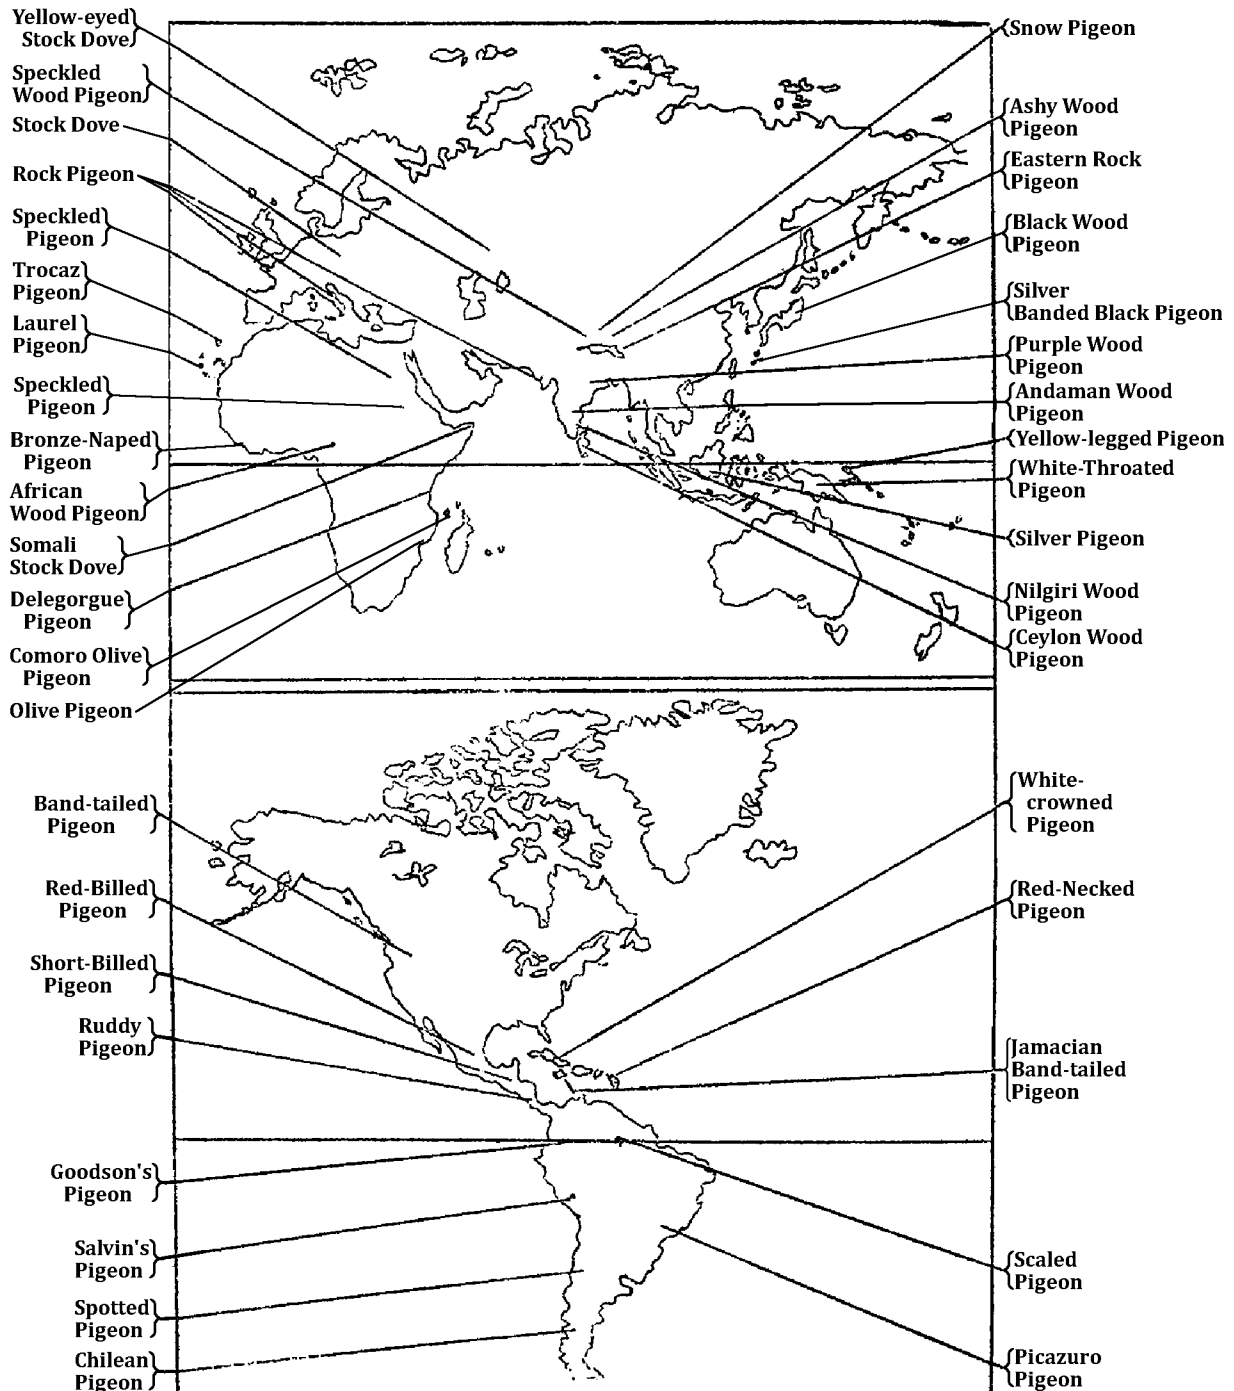 Yellow-eyed
Stock Dove
Speckled
Wood Pigeon
Stock Dove
Rock Pigeon
Speckled
Pigeon
Trocaz
Pigeon
Laurel
Pigeon
Speckled
Pigeon
Bronze-Naped
Pigeon
African
Wood Pigeon
Somali
Stock Dove
Delegorgue
Pigeon
Comoro Olive
Pigeon
Olive Pigeon
Snow Pigeon
Ashy Wood
Pigeon
Eastern Rock
Pigeon
Black Wood
Pigeon
Silver
Banded Black Pigeon
Purple Wood
Pigeon
Andaman Wood
Pigeon
Yellow-legged Pigeon
White-Throated
Pigeon
Silver Pigeon
Nilgiri Wood
Pigeon
Ceylon Wood
Pigeon
Band-tailed
Pigeon
Red-Billed
Pigeon
Short-Billed
Pigeon
Ruddy
Pigeon
Goodson's
Pigeon
Salvin's
Pigeon
Spotted
Pigeon
Chilean
Pigeon
White-
crowned
Pigeon
Red-Necked
Pigeon
Jamacian
Band-tailed
Pigeon
Scaled
Pigeon
Picazuro
Pigeon